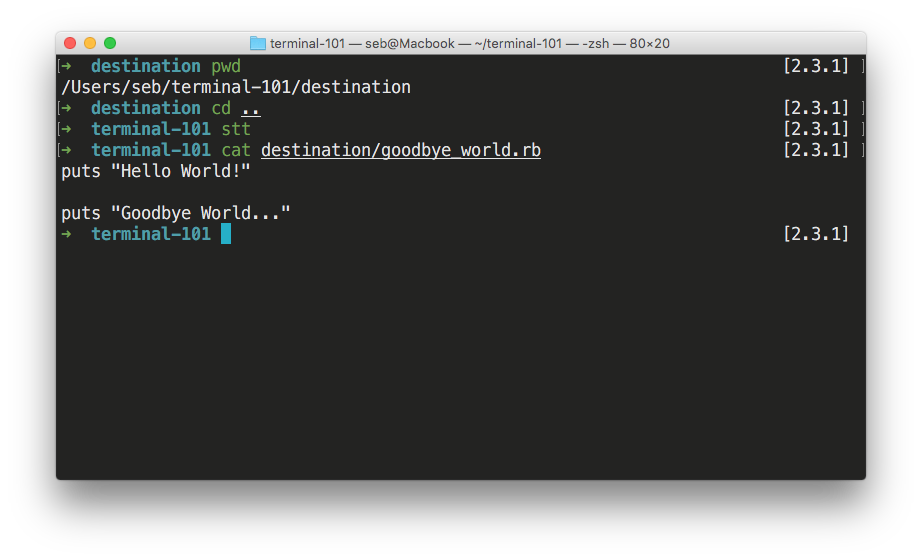 terminal-101 — seb@Macbook — ~/terminal-101 — -zsh — 80×20
[➜  destination pwd [2.3.1] ]
/Users/seb/terminal-101/destination
[➜  destination cd .. [2.3.1] ]
[➜  terminal-101 stt [2.3.1] ]
[➜  terminal-101 cat destination/goodbye_world.rb [2.3.1] ]
puts "Hello World!"
puts "Goodbye World..."
➜  terminal-101 [2.3.1]